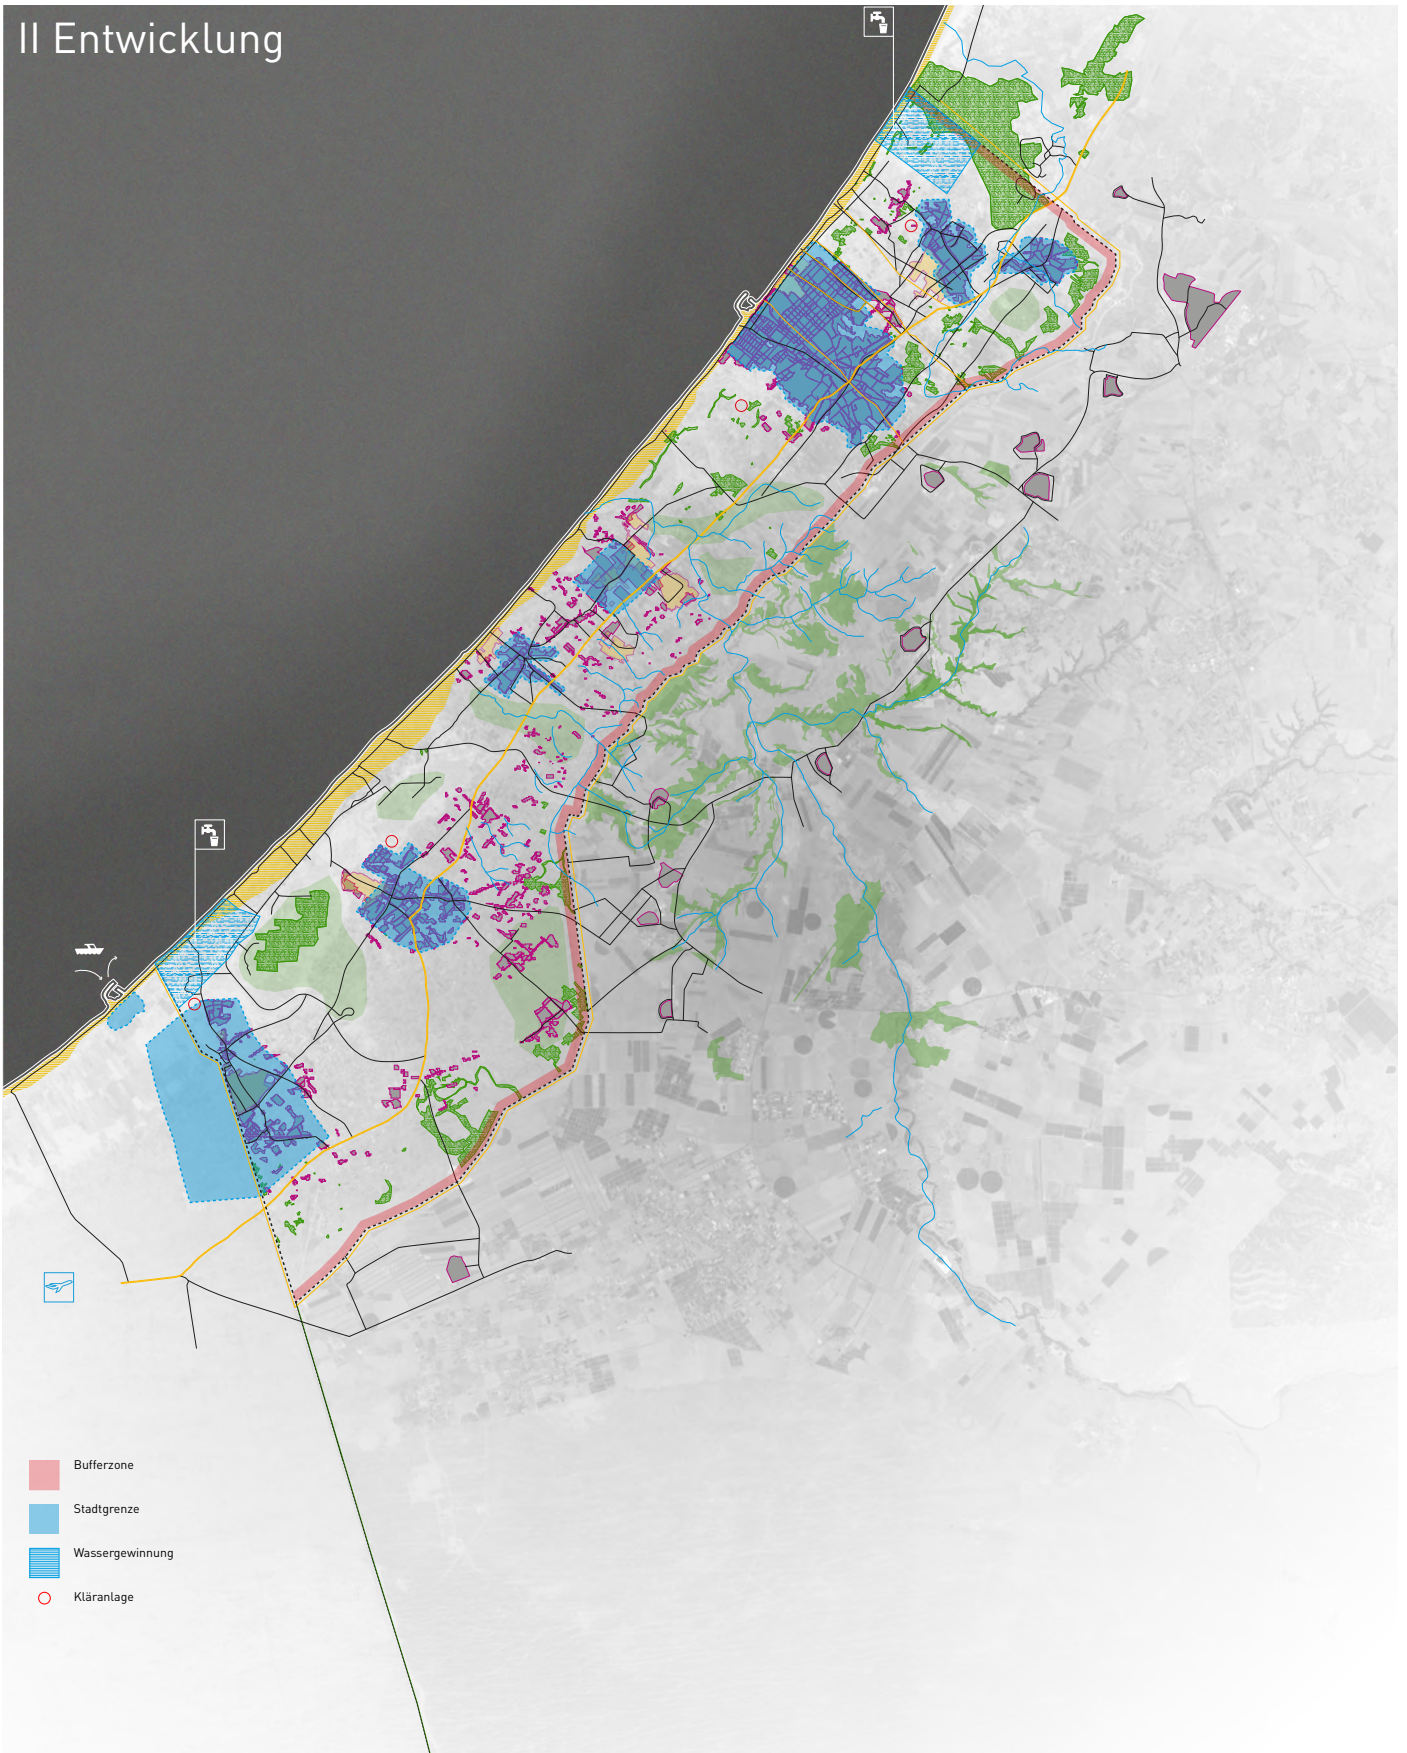 II Entwicklung
Bufferzone
Stadtgrenze
Wassergewinnung
Kläranlage